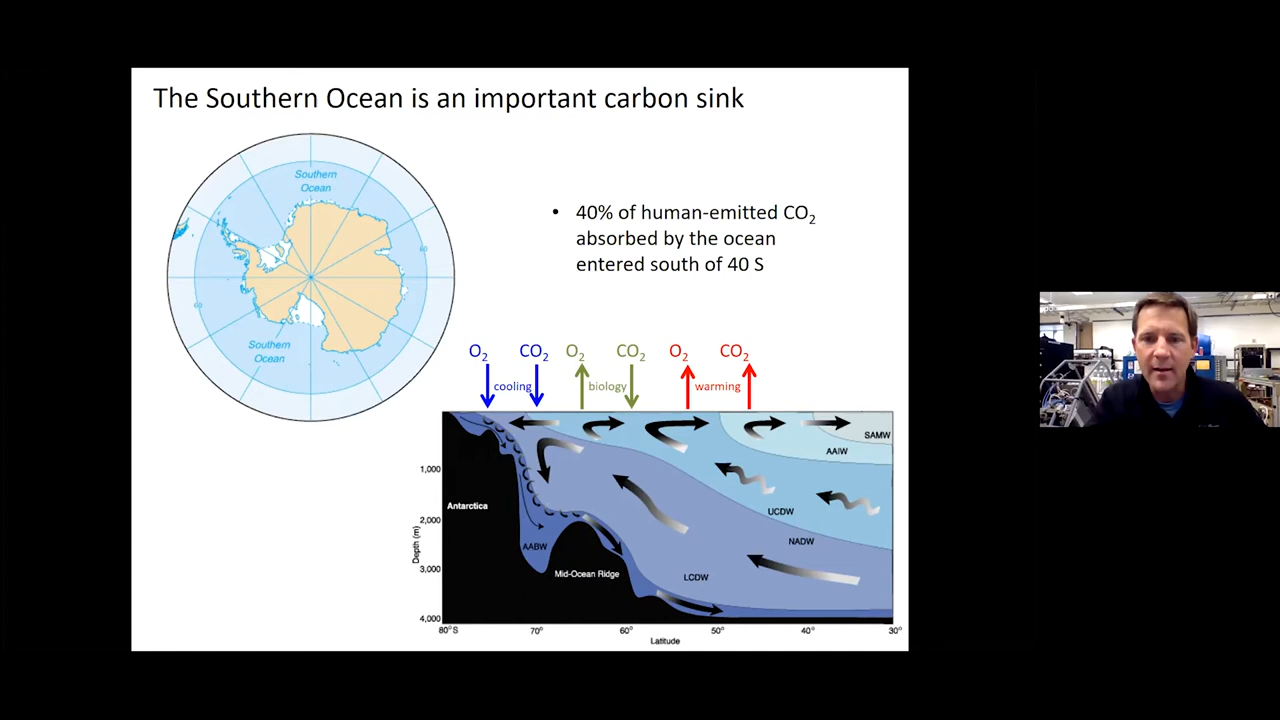 The Southern Ocean is an important carbon sink
Southern
Ocean
60
60
Southern
Ocean
• 40% of human-emitted CO₂
absorbed by the ocean
entered south of 40 S
O₂ CO₂ O₂ CO₂ O₂ CO₂
cooling biology warming
SAMW
AAIW
1,000
Antarctica
UCDW
2,000
NADW
AABW
Depth (m)
3,000
Mid-Ocean Ridge
LCDW
4,000
80°S 70° 60° 50° 40° 30°
Latitude